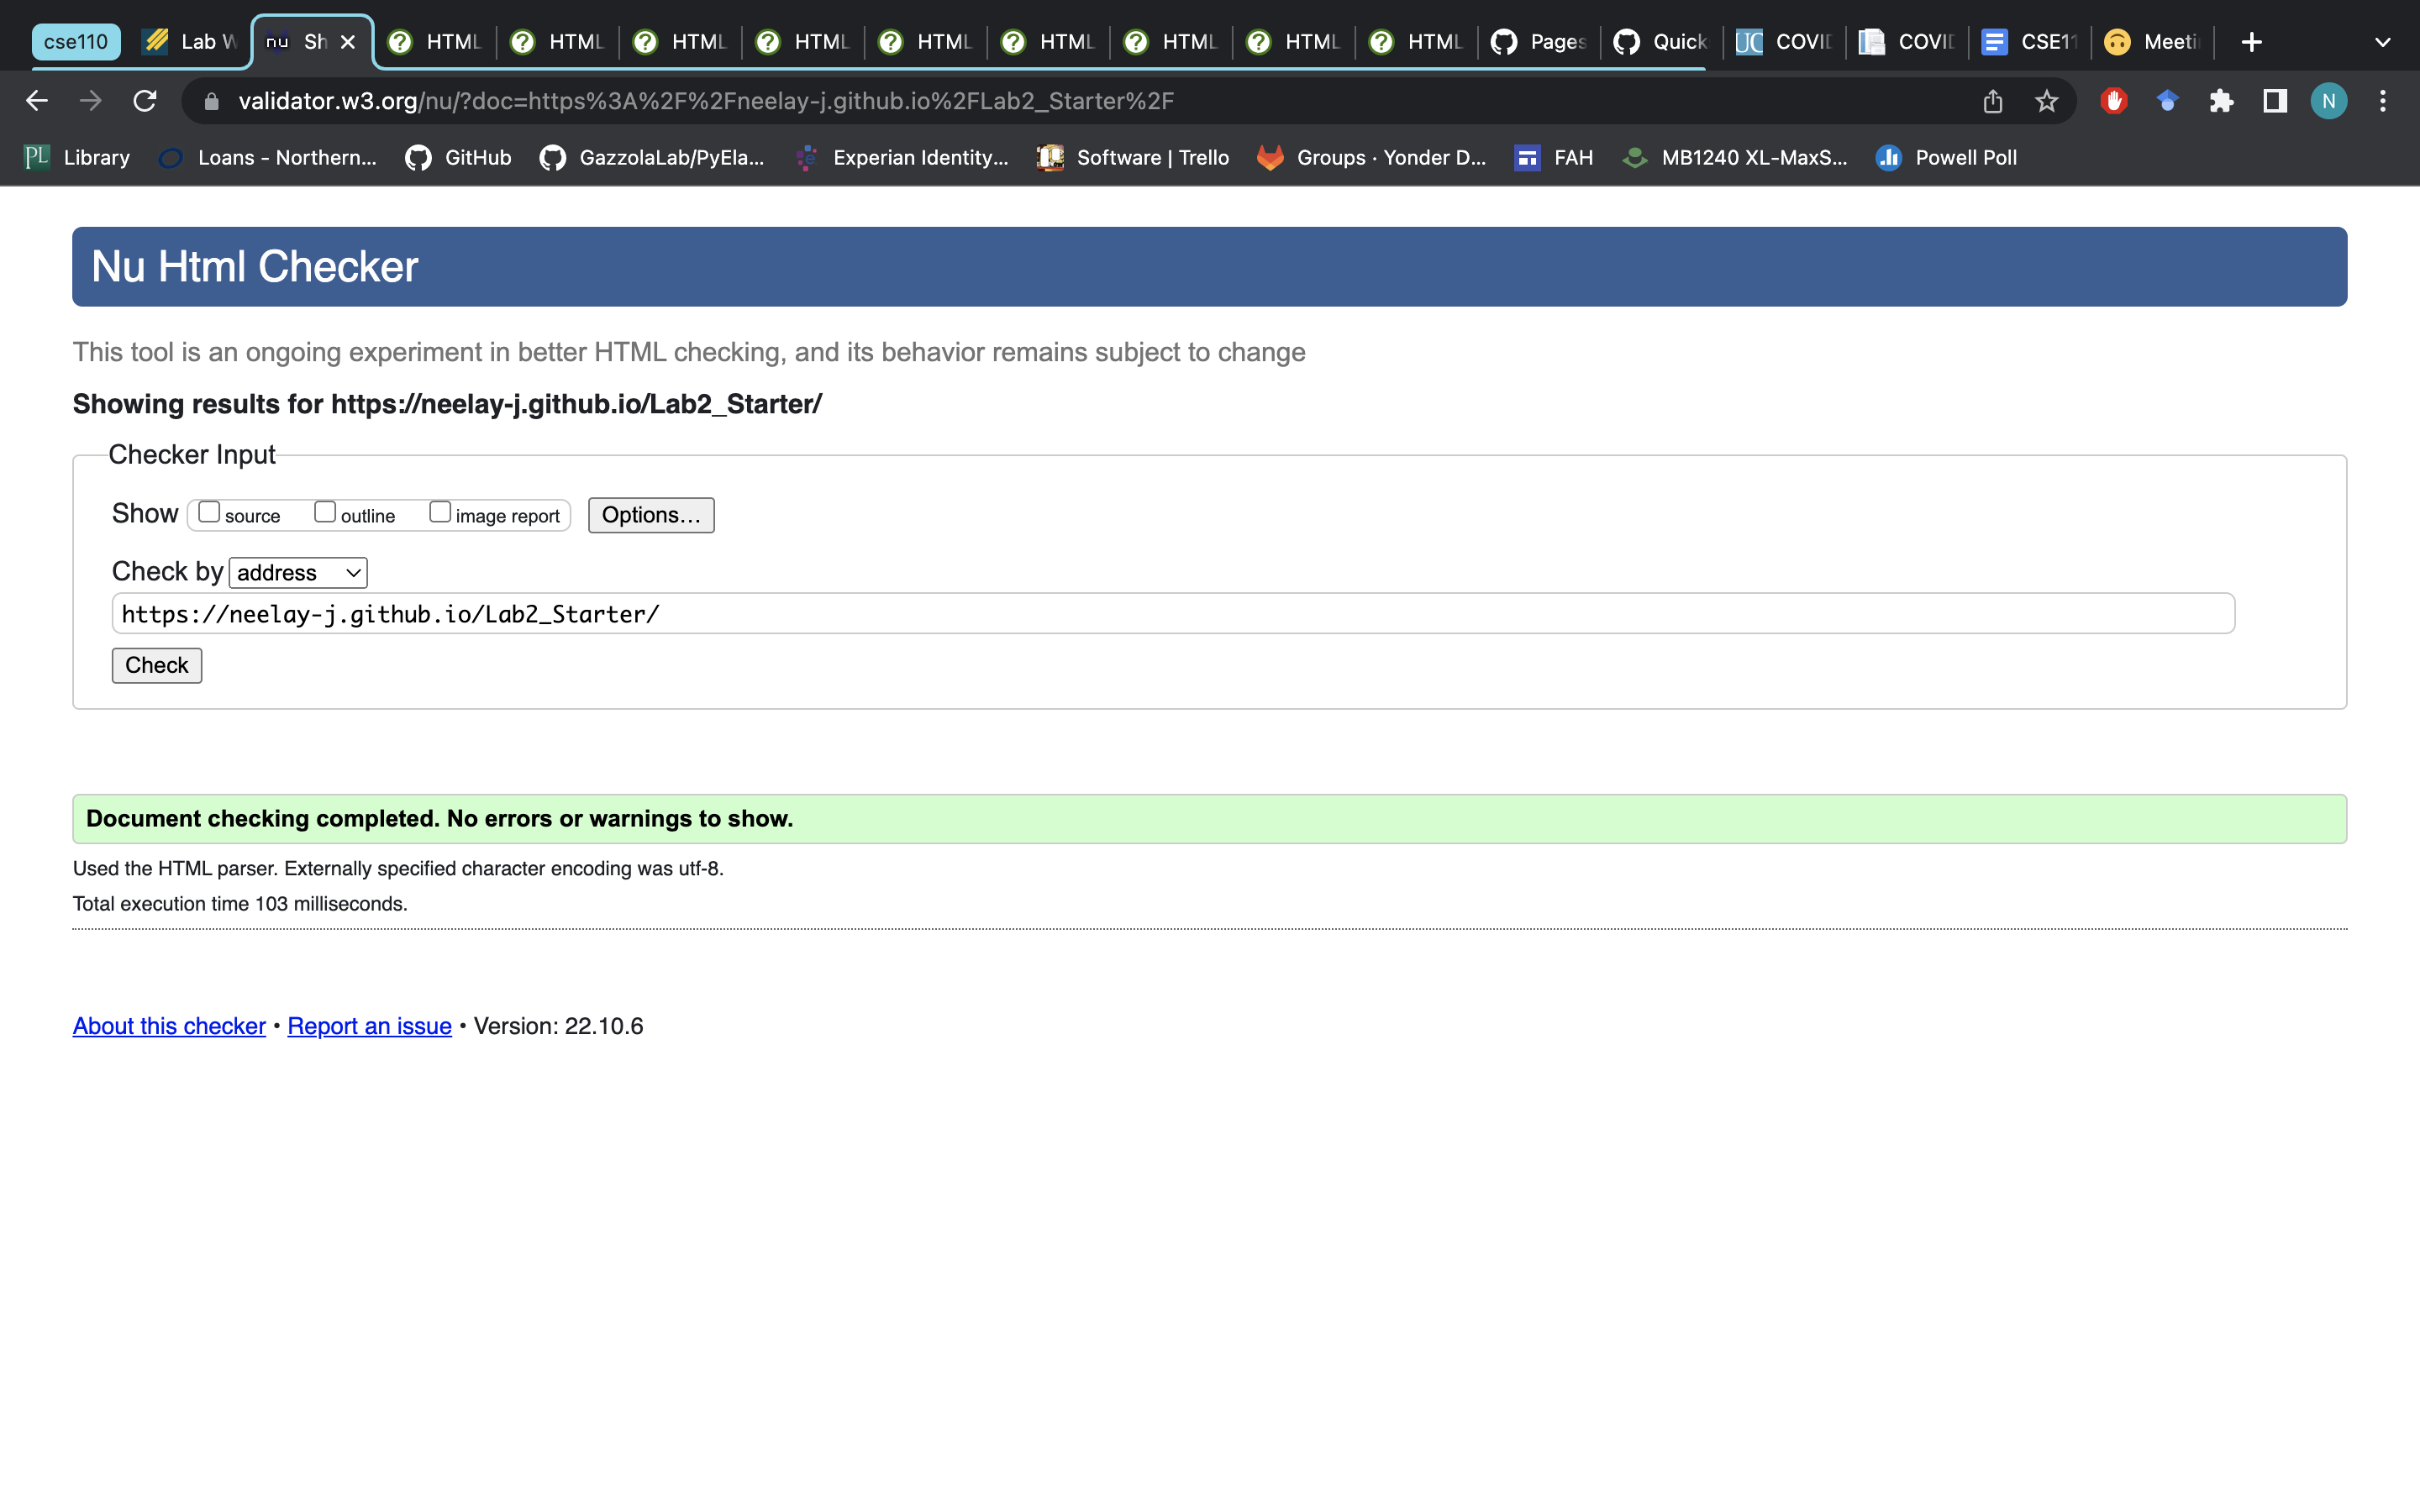 cse110 Lab W nu Sh HTML HTML HTML HTML HTML HTML HTML HTML HTML Pages Quick UC COVID COVID CSE11 Meeti
validator.w3.org/nu/?doc=https%3A%2F%2Fneelay-j.github.io%2FLab2_Starter%2F N
PL Library Loans - Northern... GitHub GazzolaLab/PyEla... Experian Identity... Software | Trello Groups · Yonder D... FAH MB1240 XL-MaxS... Powell Poll
Nu Html Checker
This tool is an ongoing experiment in better HTML checking, and its behavior remains subject to change
Showing results for https://neelay-j.github.io/Lab2_Starter/
Checker Input
Show source outline image report Options...
Check by address
https://neelay-j.github.io/Lab2_Starter/
Check
Document checking completed. No errors or warnings to show.
Used the HTML parser. Externally specified character encoding was utf-8.
Total execution time 103 milliseconds.
About this checker • Report an issue • Version: 22.10.6